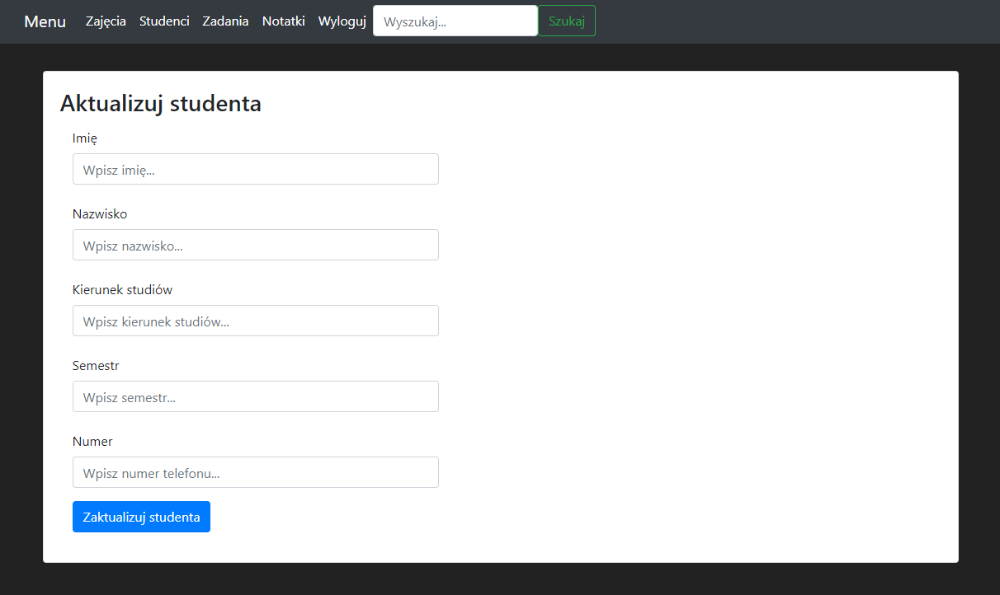 Menu Zajęcia Studenci Zadania Notatki Wyloguj Wyszukaj... Szukaj
Aktualizuj studenta
Imię
Wpisz imię...
Nazwisko
Wpisz nazwisko...
Kierunek studiów
Wpisz kierunek studiów...
Semestr
Wpisz semestr...
Numer
Wpisz numer telefonu...
Zaktualizuj studenta